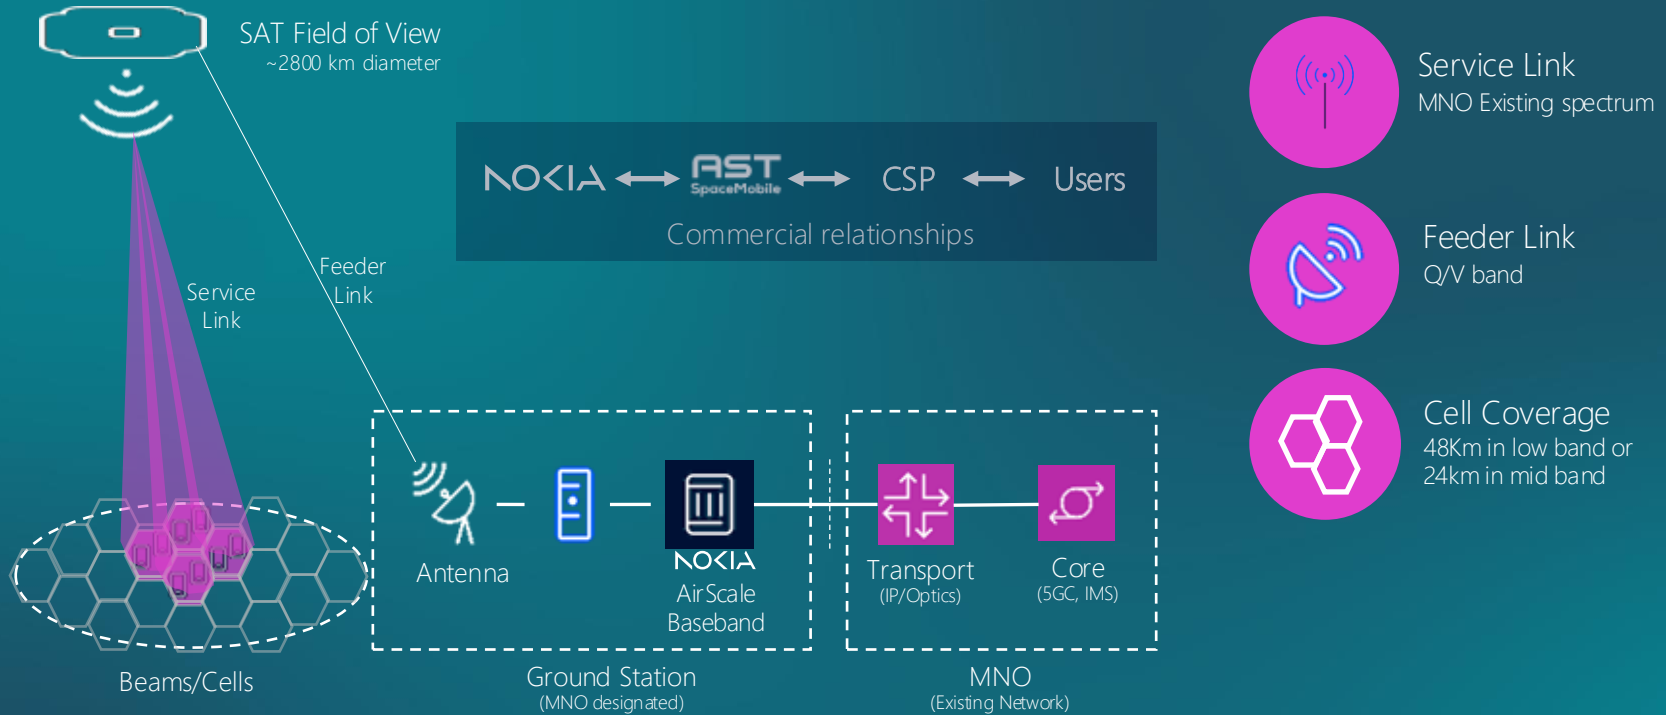 SAT Field of View
~2800 km diameter
Service Link
MNO Existing spectrum
NOKIA
AST
SpaceMobile
CSP
Users
Commercial relationships
Feeder Link
Q/V band
Feeder
Link
Service
Link
Cell Coverage
48Km in low band or
24km in mid band
Antenna
NOKIA
AirScale
Baseband
Transport
(IP/Optics)
Core
(5GC, IMS)
Beams/Cells
Ground Station
(MNO designated)
MNO
(Existing Network)